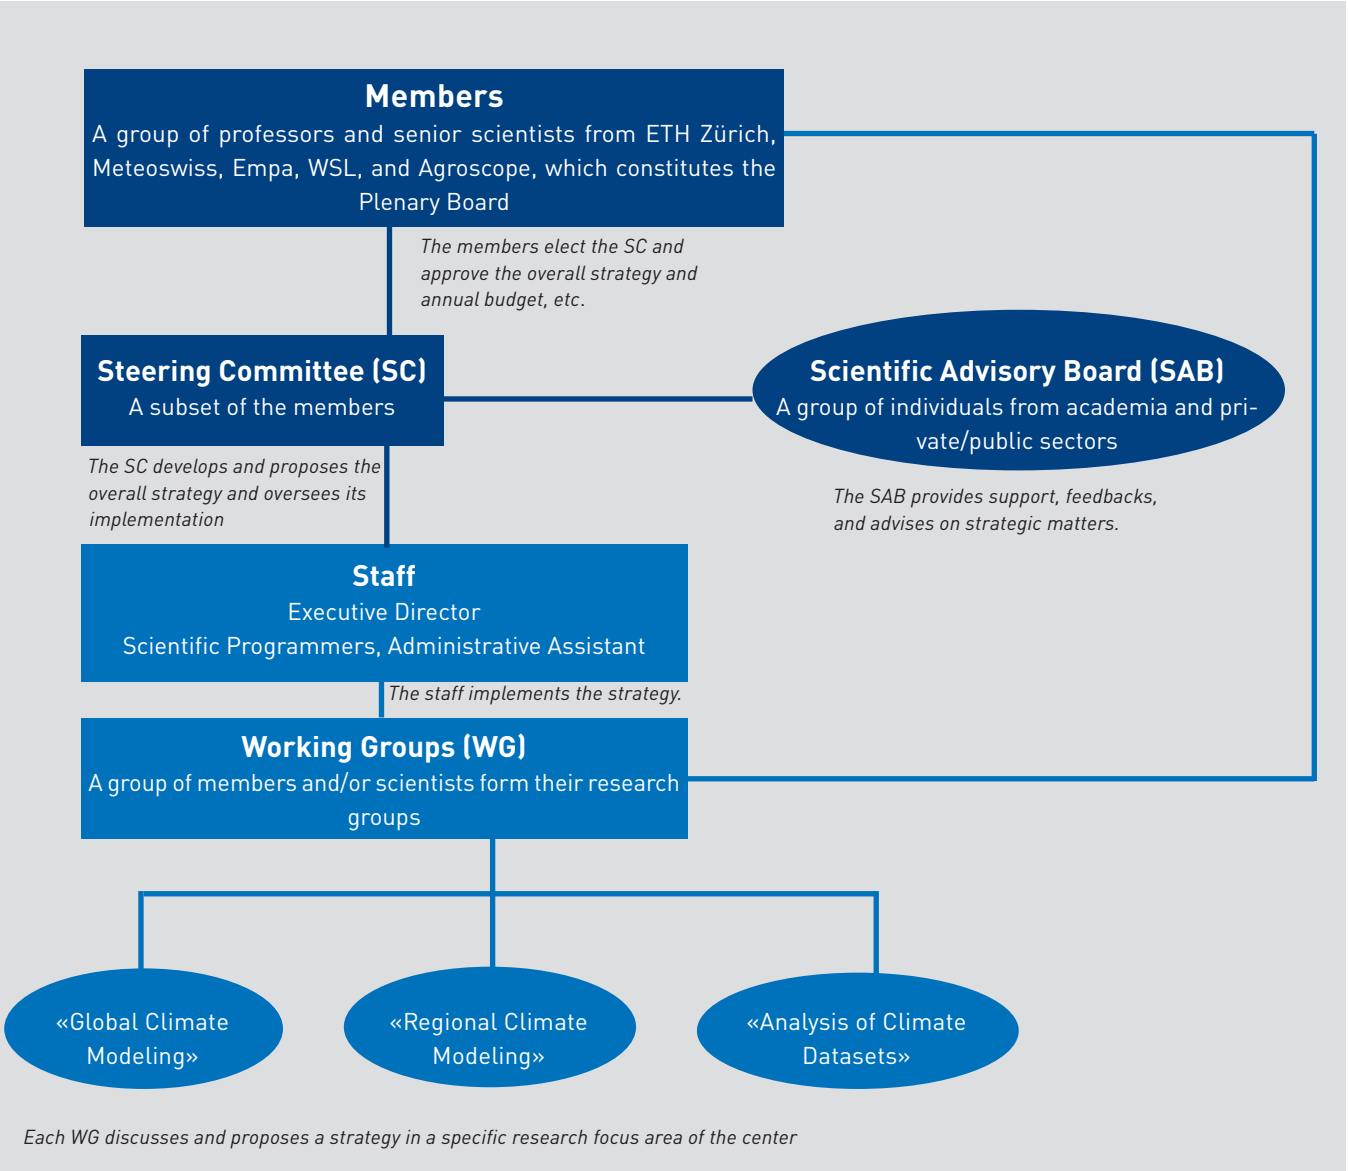 Members
A group of professors and senior scientists from ETH Zürich,
Meteoswiss, Empa, WSL, and Agroscope, which constitutes the
Plenary Board
The members elect the SC and
approve the overall strategy and
annual budget, etc.
Steering Committee (SC)
A subset of the members
Scientific Advisory Board (SAB)
A group of individuals from academia and pri-
vate/public sectors
The SC develops and proposes the
overall strategy and oversees its
implementation
The SAB provides support, feedbacks,
and advises on strategic matters.
Staff
Executive Director
Scientific Programmers, Administrative Assistant
The staff implements the strategy.
Working Groups (WG)
A group of members and/or scientists form their research
groups
«Global Climate
Modeling»
«Regional Climate
Modeling»
«Analysis of Climate
Datasets»
Each WG discusses and proposes a strategy in a specific research focus area of the center